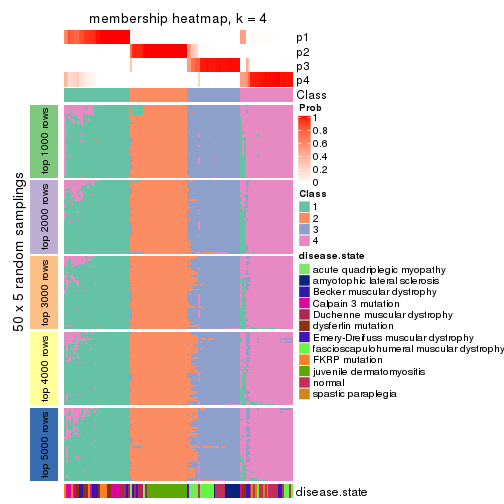 membership heatmap, k = 4
p1
p2
p3
p4
Class
50 x 5 random samplings
top 1000 rows
top 2000 rows
top 3000 rows
top 4000 rows
top 5000 rows
Prob
1
0.8
0.6
0.4
0.2
0
Class
1
2
3
4
disease.state
acute quadriplegic myopathy
amyotophic lateral sclerosis
Becker muscular dystrophy
Calpain 3 mutation
Duchenne muscular dystrophy
dysferlin mutation
Emery-Dreifuss muscular dystrophy
fascioscapulohumeral muscular dystrophy
FKRP mutation
juvenile dermatomyositis
normal
spastic paraplegia
disease.state